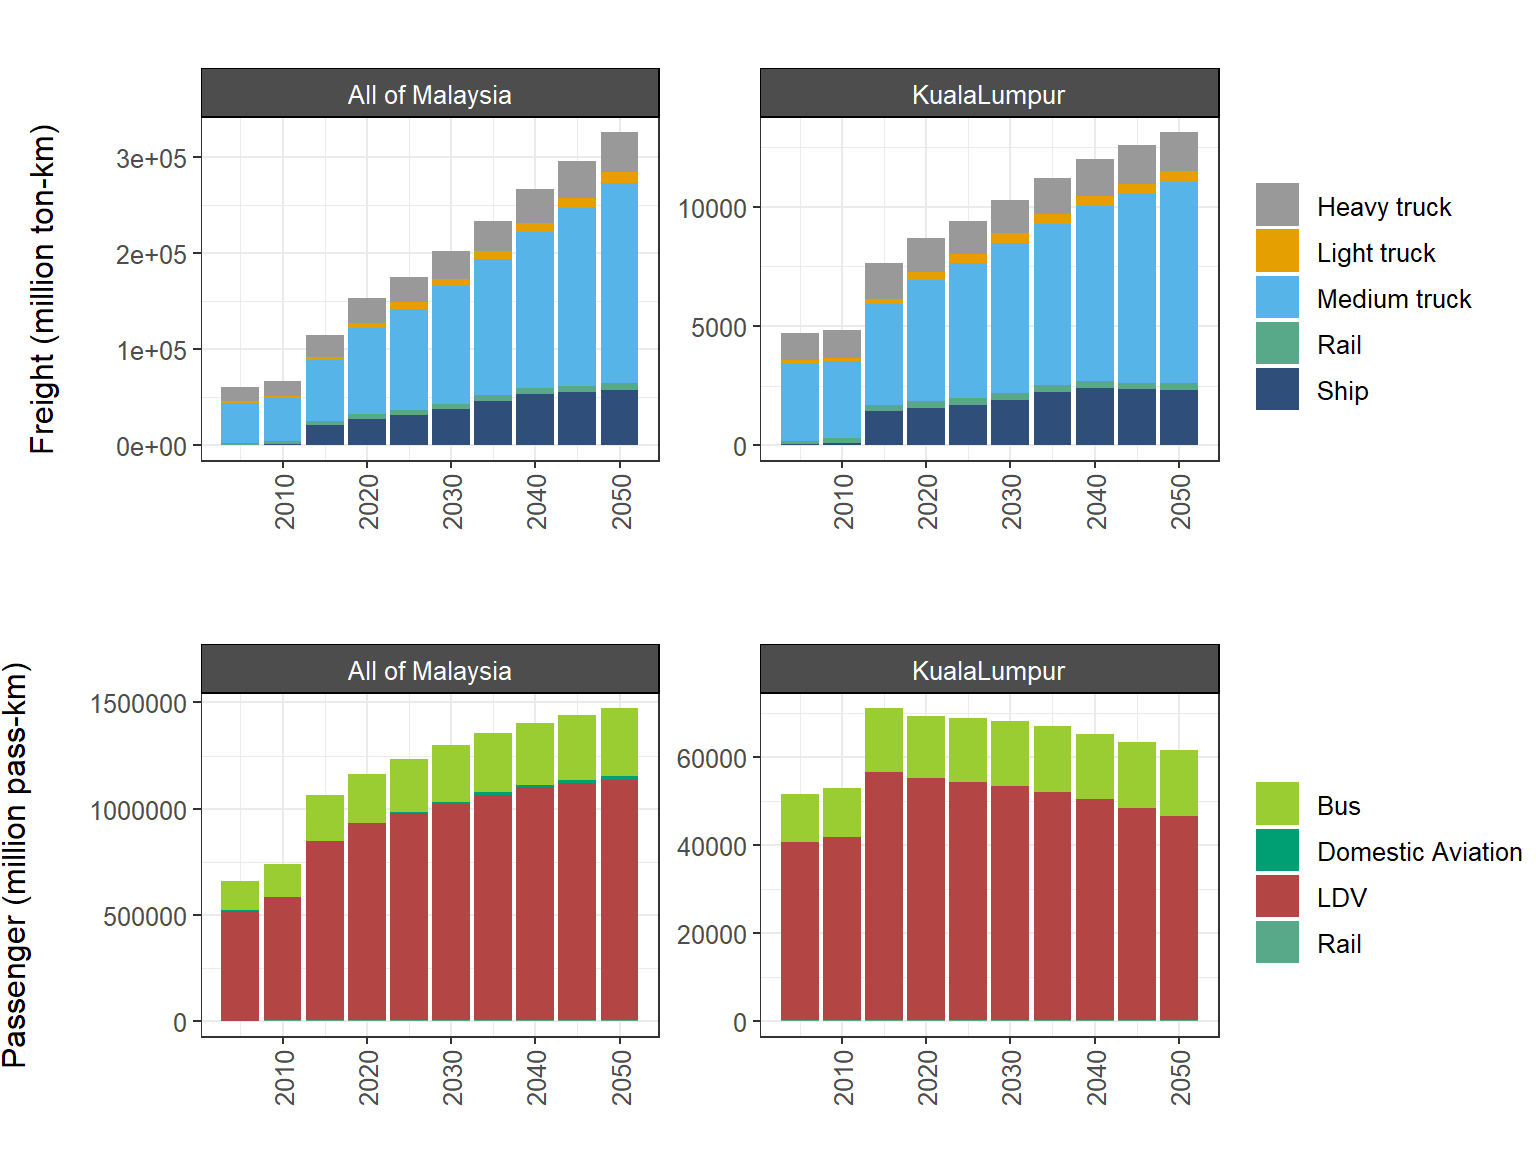 All of Malaysia
KualaLumpur
Freight (million ton-km)
3e+05
2e+05
1e+05
0e+00
10000
5000
0
2010
2020
2030
2040
2050
2010
2020
2030
2040
2050
Heavy truck
Light truck
Medium truck
Rail
Ship
All of Malaysia
KualaLumpur
Passenger (million pass-km)
1500000
1000000
500000
0
60000
40000
20000
0
2010
2020
2030
2040
2050
2010
2020
2030
2040
2050
Bus
Domestic Aviation
LDV
Rail